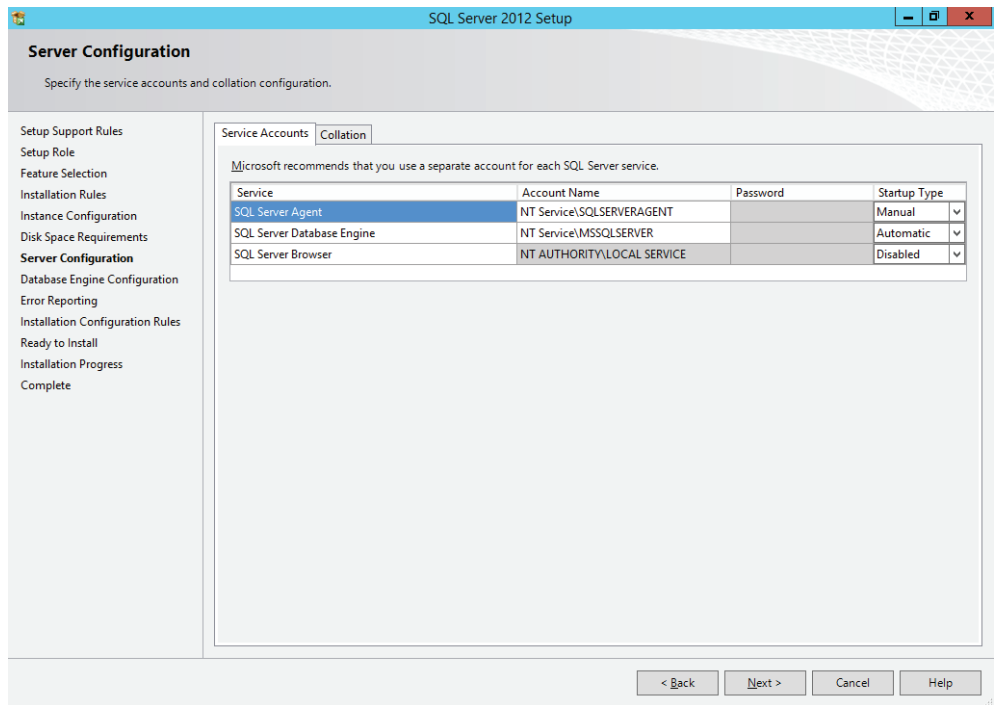 SQL Server 2012 Setup
Server Configuration
Specify the service accounts and collation configuration.
Setup Support Rules
Setup Role
Feature Selection
Installation Rules
Instance Configuration
Disk Space Requirements
Server Configuration
Database Engine Configuration
Error Reporting
Installation Configuration Rules
Ready to Install
Installation Progress
Complete
Service Accounts Collation
Microsoft recommends that you use a separate account for each SQL Server service.
Service Account Name Password Startup Type
SQL Server Agent NT Service\SQLSERVERAGENT Manual
SQL Server Database Engine NT Service\MSSQLSERVER Automatic
SQL Server Browser NT AUTHORITY\LOCAL SERVICE Disabled
< Back Next > Cancel Help